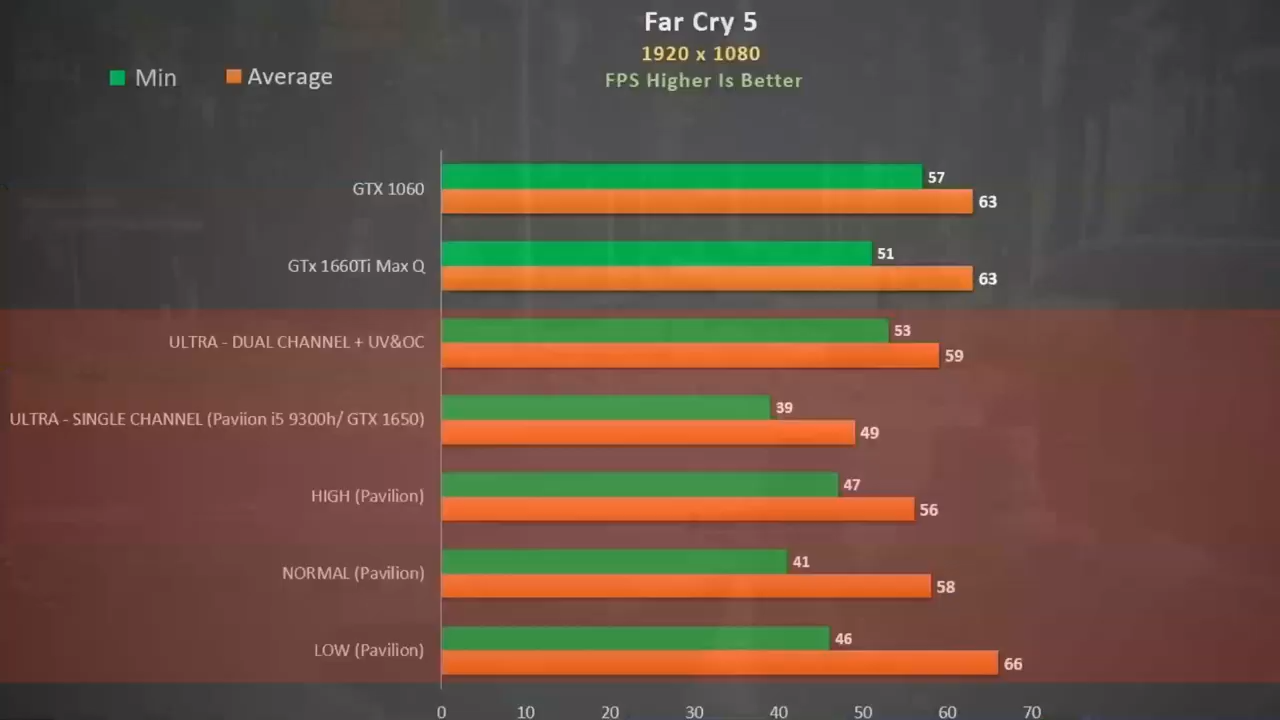 Far Cry 5
1920 x 1080
FPS Higher Is Better
Min
Average
GTX 1060
57
63
GTx 1660Ti Max Q
51
63
ULTRA - DUAL CHANNEL + UV&OC
53
59
ULTRA - SINGLE CHANNEL (Paviion i5 9300h/ GTX 1650)
39
49
HIGH (Pavilion)
47
56
NORMAL (Pavilion)
41
58
LOW (Pavilion)
46
66
0 10 20 30 40 50 60 70